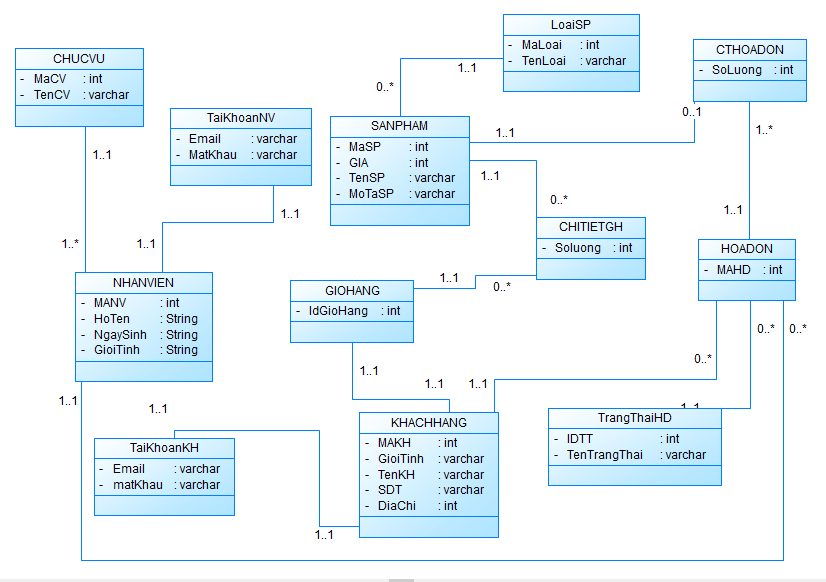 LoaiSP
- MaLoai : int
- TenLoai : varchar
CHUCVU
- MaCV : int
- TenCV : varchar
CTHOADON
- SoLuong : int
1..1
0..*
TaiKhoanNV
- Email : varchar
- MatKhau : varchar
SANPHAM
- MaSP : int
- GIA : int
- TenSP : varchar
- MoTaSP : varchar
0..1
1..1
1..*
1..1
1..1
0..*
1..1
1..1
1..*
1..1
CHITIETGH
- Soluong : int
HOADON
- MAHD : int
NHANVIEN
- MANV : int
- HoTen : String
- NgaySinh : String
- GioiTinh : String
GIOHANG
- IdGioHang : int
1..1
0..*
0..*
0..*
0..*
1..1
1..1
1..1
1..1
1..1
1..1
KHACHHANG
- MAKH : int
- GioiTinh : varchar
- TenKH : varchar
- SDT : varchar
- DiaChi : int
TrangThaiHD
- IDTT : int
- TenTrangThai : varchar
TaiKhoanKH
- Email : varchar
- matKhau : varchar
1..1